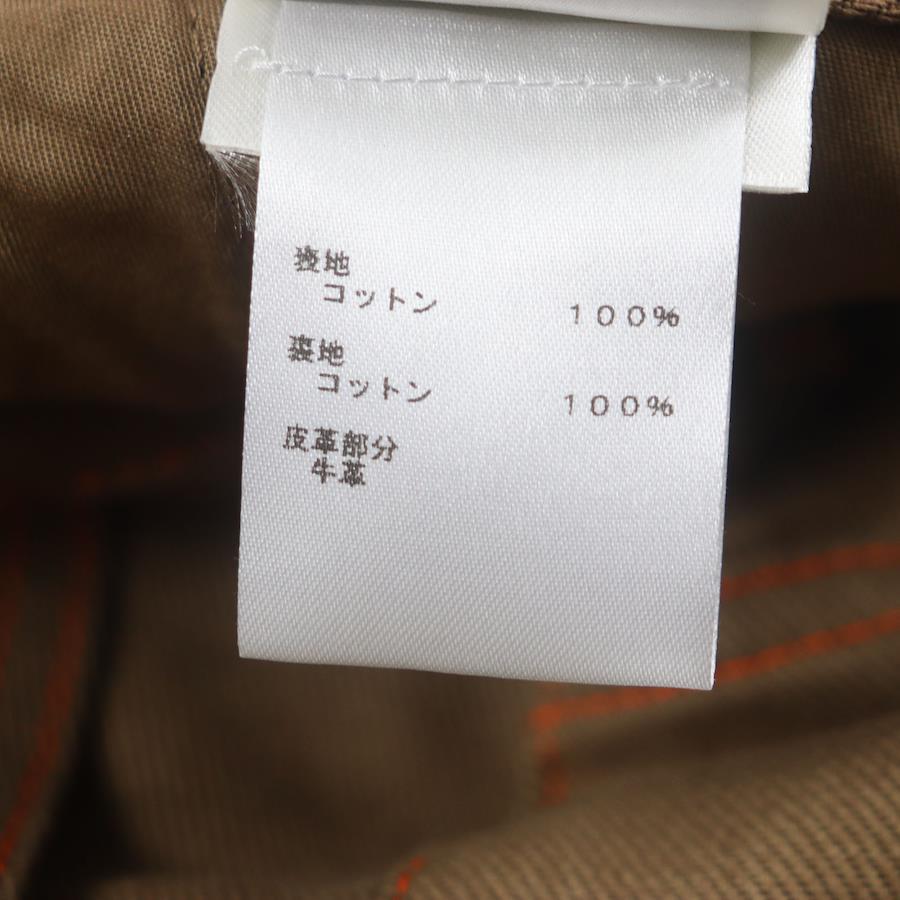 表地
コットン 100%
裏地
コットン 100%
皮革部分
牛革